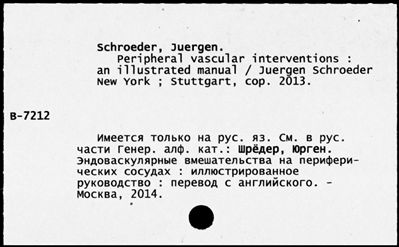 Schroeder, Juergen.
Peripheral vascular interventions :
an illustrated manual / Juergen Schroeder
New York ; Stuttgart, cop. 2013.
B-7212
Имеется только на рус. яз. См. в рус.
части Генер. алф. кат.: Шрёдер, Юрген.
Эндоваскулярные вмешательства на перифери-
ческих сосудах : иллюстрированное
руководство : перевод с английского. -
Москва, 2014.